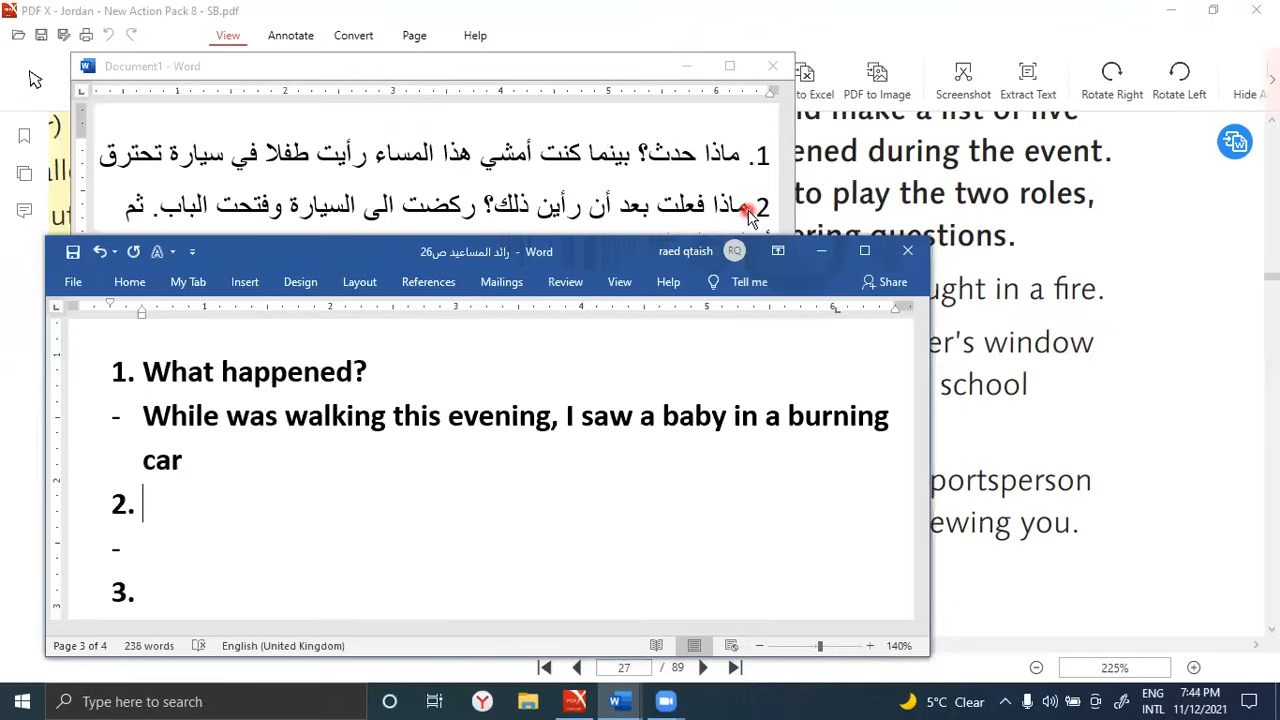 PDF X - Jordan - New Action Pack 8 - SB.pdf
View Annotate Convert Page Help
Document1 - Word
to Excel PDF to Image Screenshot Extract Text Rotate Right Rotate Left Hide
1. ماذا حدث؟ بينما كنت أمشي هذا المساء رأيت طفلا في سيارة تحترق
2. ماذا فعلت بعد أن رأين ذلك؟ ركضت الى السيارة وفتحت الباب. ثم
ened during the event.
to play the two roles,
ering questions.
ught in a fire.
er's window
school
portsperson
ewing you.
رائد المساعيد ص26 - Word
raed qtaish RQ
File Home My Tab Insert Design Layout References Mailings Review View Help Tell me Share
1. What happened?
- While was walking this evening, I saw a baby in a burning
car
2.
-
3.
Page 3 of 4 238 words English (United Kingdom) 140%
27 / 89 225%
Type here to search
5°C Clear
ENG
INTL
7:44 PM
11/12/2021